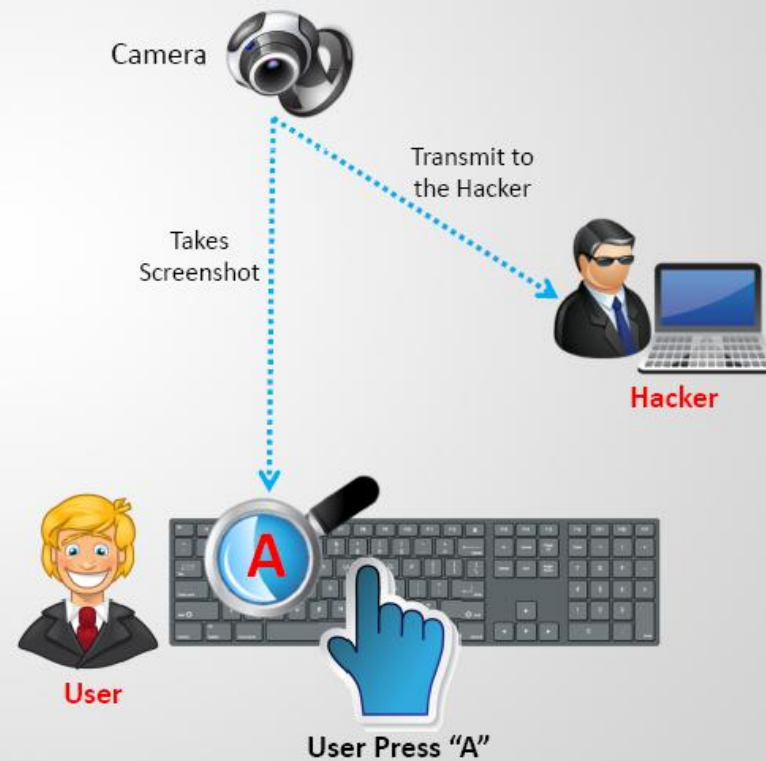 Camera
Transmit to
the Hacker
Takes
Screenshot
Hacker
A
User
User Press “A”